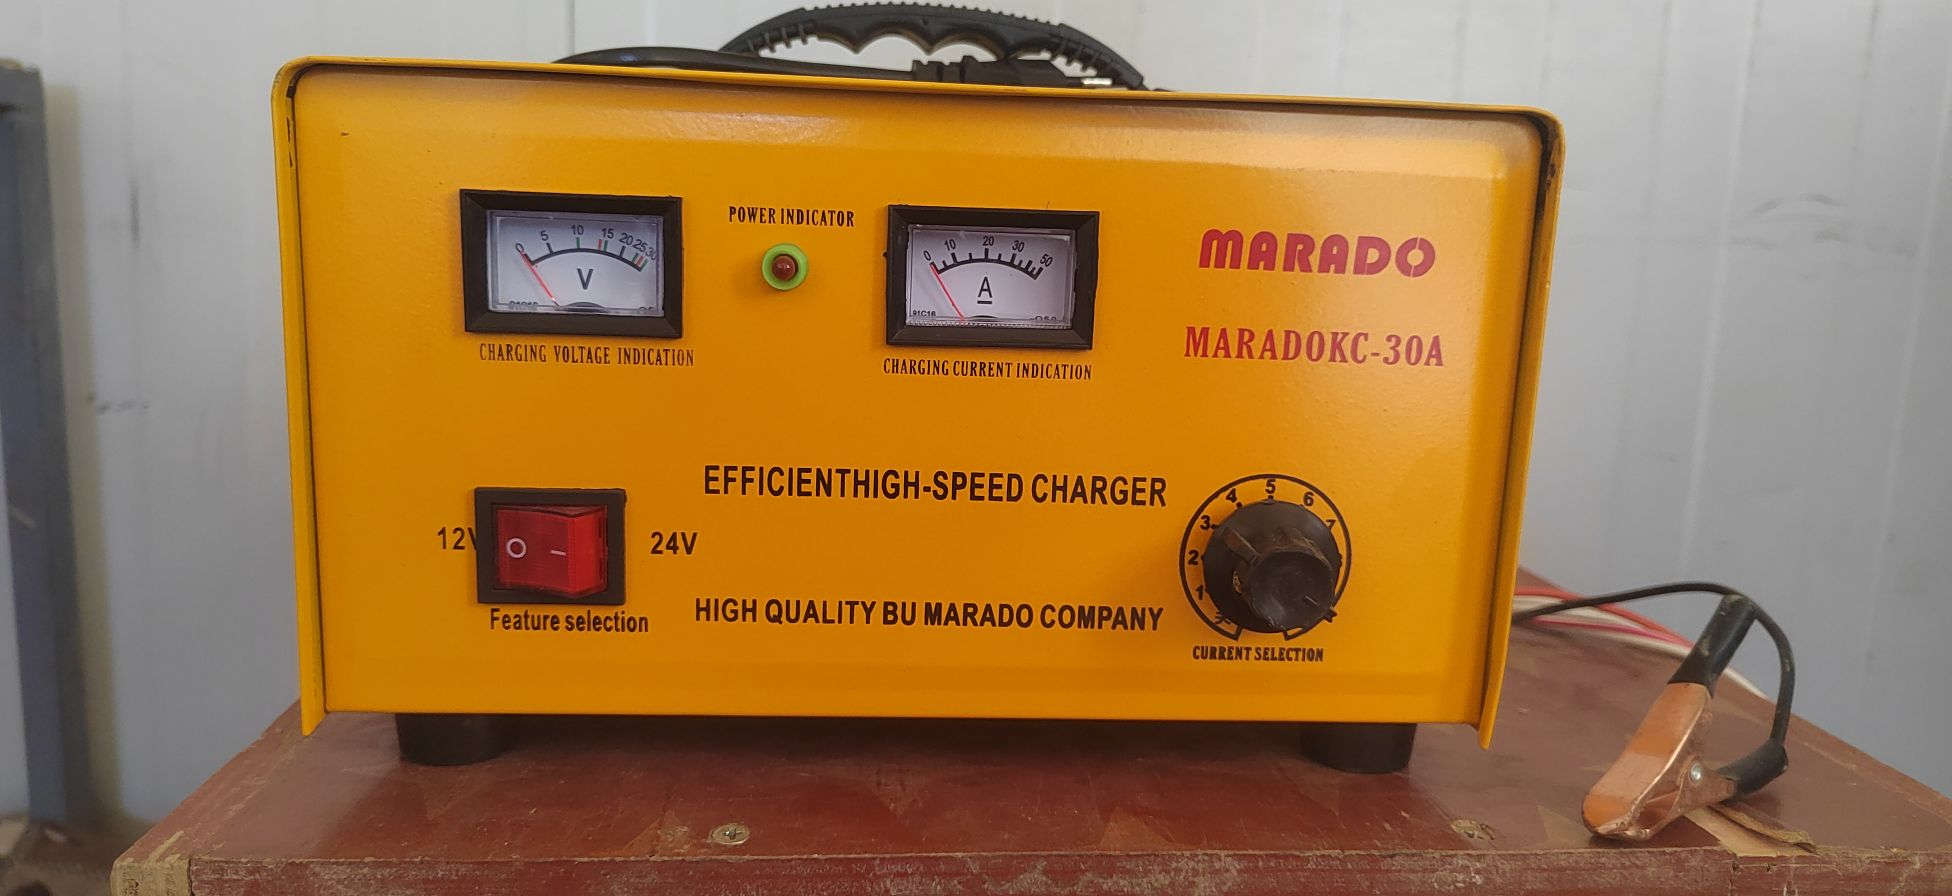 POWER INDICATOR
0 5 10 15 20 25 30
V
0 10 20 30 50
A
91C16
CHARGING VOLTAGE INDICATION
CHARGING CURRENT INDICATION
MARADO
MARADOKC-30A
EFFICIENTHIGH-SPEED CHARGER
12V
24V
Feature selection
HIGH QUALITY BU MARADO COMPANY
1 2 3 4 5 6 7
CURRENT SELECTION